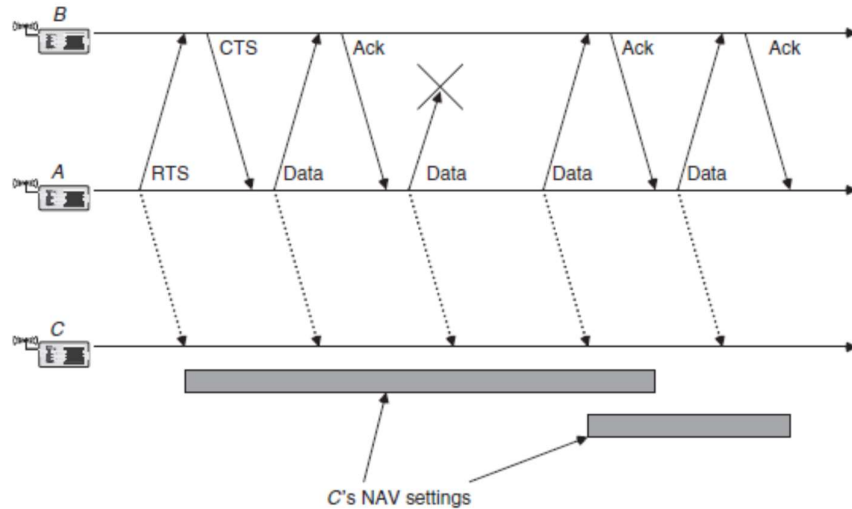 B
CTS
Ack
Ack
Ack
A
RTS
Data
Data
Data
Data
C
C's NAV settings